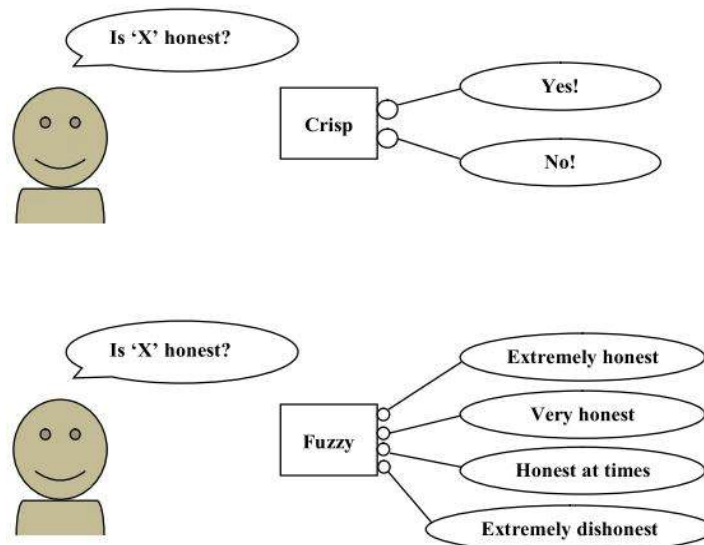 Is ‘X’ honest?
Crisp
Yes!
No!
Is ‘X’ honest?
Fuzzy
Extremely honest
Very honest
Honest at times
Extremely dishonest